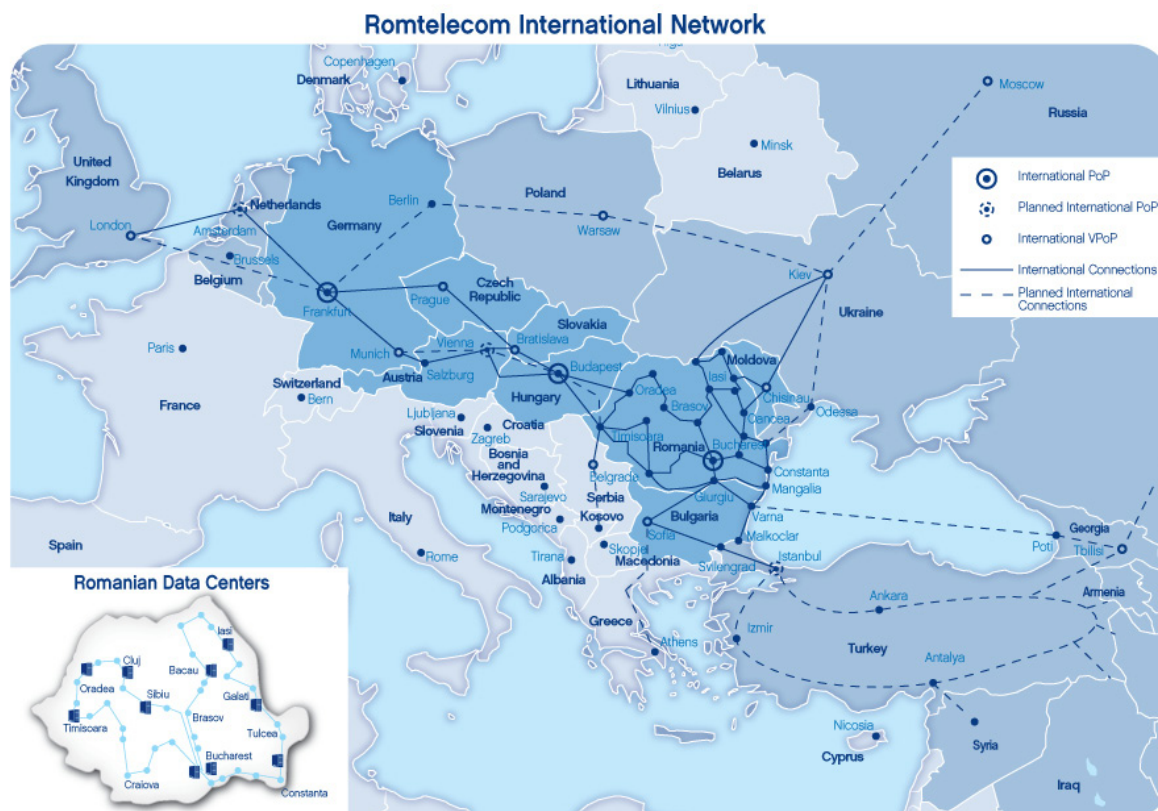 Romtelecom International Network
Copenhagen
Denmark
Lithuania
Vilnius
Moscow
Russia
Minsk
Belarus
United
Kingdom
London
Netherlands
Amsterdam
Brussels
Belgium
Germany
Berlin
Poland
Warsaw
Kiev
Ukraine
International PoP
Planned International PoP
International VPoP
International Connections
Planned International
Connections
Frankfurt
Prague
Czech
Republic
Slovakia
Bratislava
Paris
Munich
Vienna
Austria
Salzburg
Budapest
Hungary
Moldova
Iasi
Chisinau
Oancea
Odessa
Switzerland
Bern
France
Ljubljana
Slovenia
Croatia
Zagreb
Bosnia
and
Herzegovina
Sarajevo
Montenegro
Podgorica
Oradea
Brasov
Timisoara
Romania
Bucharest
Constanta
Mangalia
Giurgiu
Belgrade
Serbia
Kosovo
Bulgaria
Sofia
Varna
Malkoclar
Svilengrad
Istanbul
Skopje
Macedonia
Tirana
Albania
Italy
Rome
Spain
Georgia
Poti
Tbilisi
Armenia
Ankara
Turkey
Izmir
Antalya
Greece
Athens
Nicosia
Cyprus
Syria
Iraq
Romanian Data Centers
Iasi
Cluj
Bacau
Oradea
Sibiu
Galati
Timisoara
Brasov
Tulcea
Bucharest
Craiova
Constanta